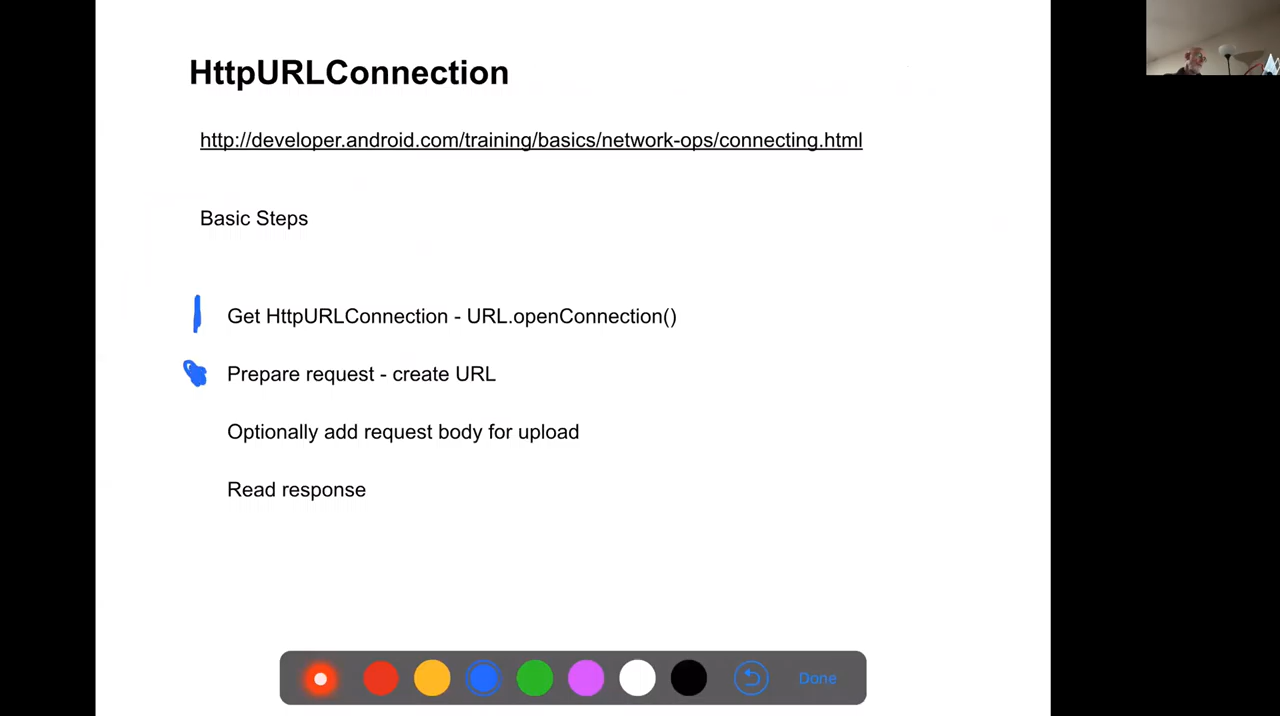 HttpURLConnection
http://developer.android.com/training/basics/network-ops/connecting.html
Basic Steps
Get HttpURLConnection - URL.openConnection()
Prepare request - create URL
Optionally add request body for upload
Read response
Done